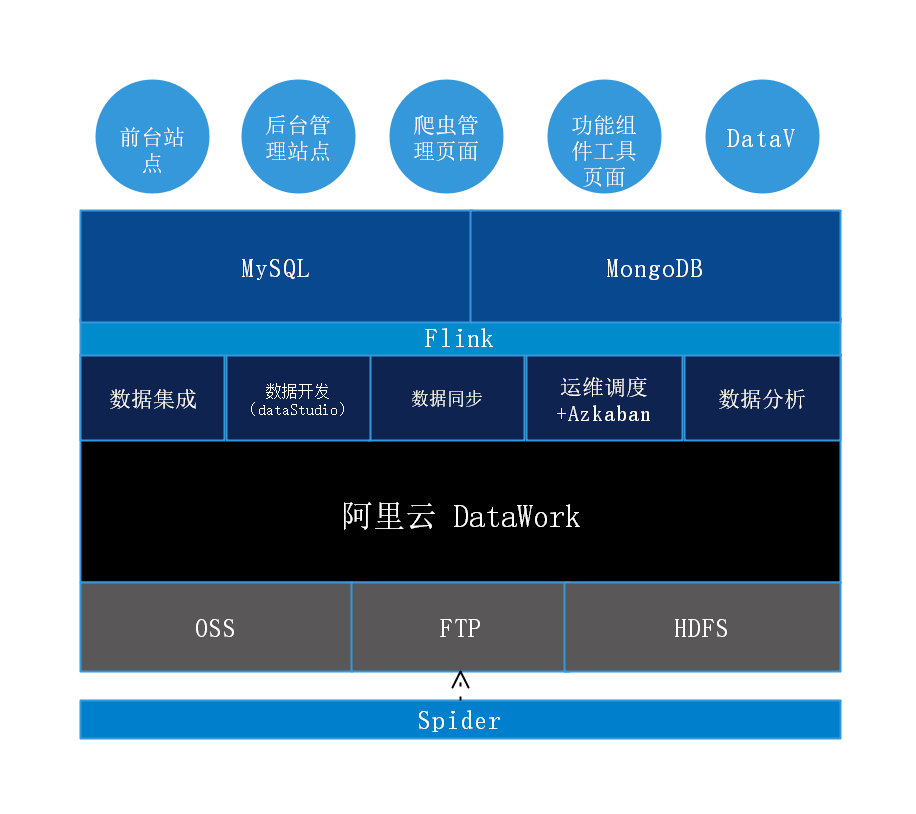 前台站
点
后台管
理站点
爬虫管
理页面
功能组
件工具
页面
DataV
MySQL
MongoDB
Flink
数据集成
数据开发
(dataStudio)
数据同步
运维调度
+Azkaban
数据分析
阿里云 DataWork
OSS
FTP
HDFS
Spider